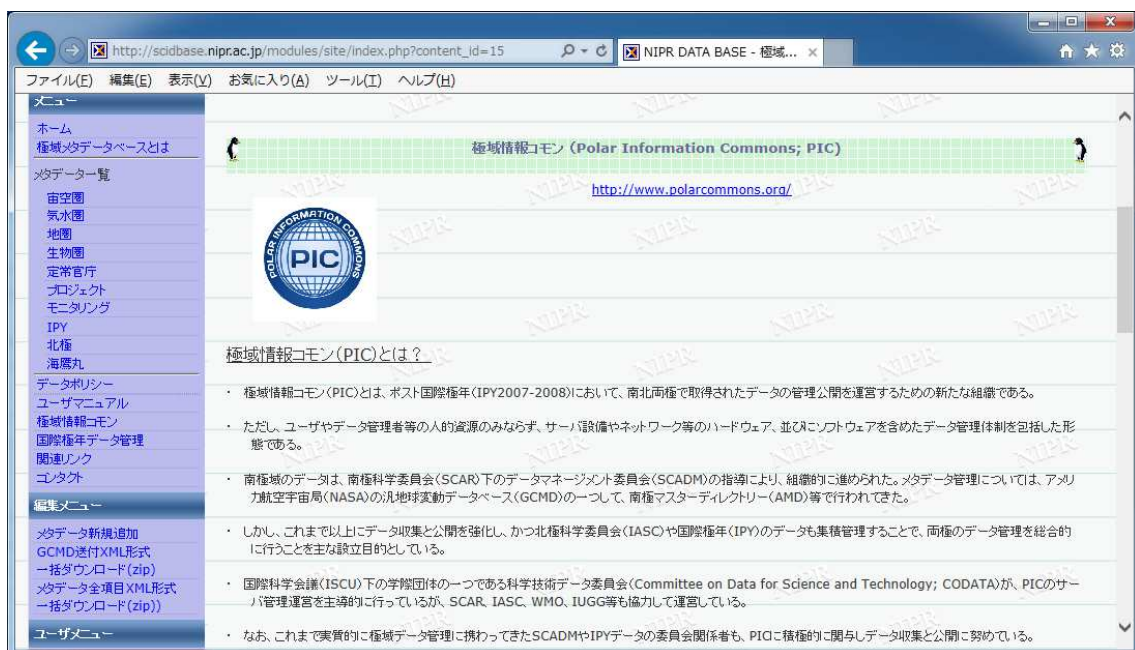 http://scidbase.nipr.ac.jp/modules/site/index.php?content_id=15
NIPR DATA BASE - 極域...
ファイル(F) 編集(E) 表示(V) お気に入り(A) ツール(T) ヘルプ(H)
メニュー
ホーム
極域メタデータベースとは
メタデータ一覧
宙空圏
気水圏
地圏
生物圏
定常官庁
プロジェクト
モニタリング
IPY
北極
海鷹丸
データポリシー
ユーザマニュアル
極域情報コモン
国際極年データ管理
関連リンク
コンタクト
編集メニュー
メタデータ新規追加
GCMD送付XML形式
一括ダウンロード(zip)
メタデータ全項目XML形式
一括ダウンロード(zip))
ユーザメニュー
極域情報コモン (Polar Information Commons; PIC)
http://www.polarcommons.org/
POLAR INFORMATION COMMONS
PIC
極域情報コモン(PIC)とは?
・ 極域情報コモン(PIC)とは、ポスト国際極年(IPY2007-2008)において、南北両極で取得されたデータの管理公開を運営するための新たな組織である。
・ ただし、ユーザやデータ管理者等の人的資源のみならず、サーバ設備やネットワーク等のハードウェア、並びにソフトウェアを含めたデータ管理体制を包括した形
態である。
・ 南極域のデータは、南極科学委員会(SCAR)下のデータマネージメント委員会(SCADM)の指導により、組織的に進められた。メタデータ管理については、アメリ
カ航空宇宙局(NASA)の汎地球変動データベース(GCMD)の一つして、南極マスターディレクトリー(AMD)等で行われてきた。
・ しかし、これまで以上にデータ収集と公開を強化し、かつ北極科学委員会(IASC)や国際極年(IPY)のデータも集積管理することで、両極のデータ管理を総合的
に行うことを主な設立目的としている。
・ 国際科学会議(ISCU)下の学際団体の一つである科学技術データ委員会(Committee on Data for Science and Technology; CODATA)が、PICのサー
バ管理運営を主導的に行っているが、SCAR, IASC, WMO, IUGG等も協力して運営している。
・ なお、これまで実質的に極域データ管理に携わってきたSCADMやIPYデータの委員会関係者も、PICに積極的に関与しデータ収集と公開に努めている。